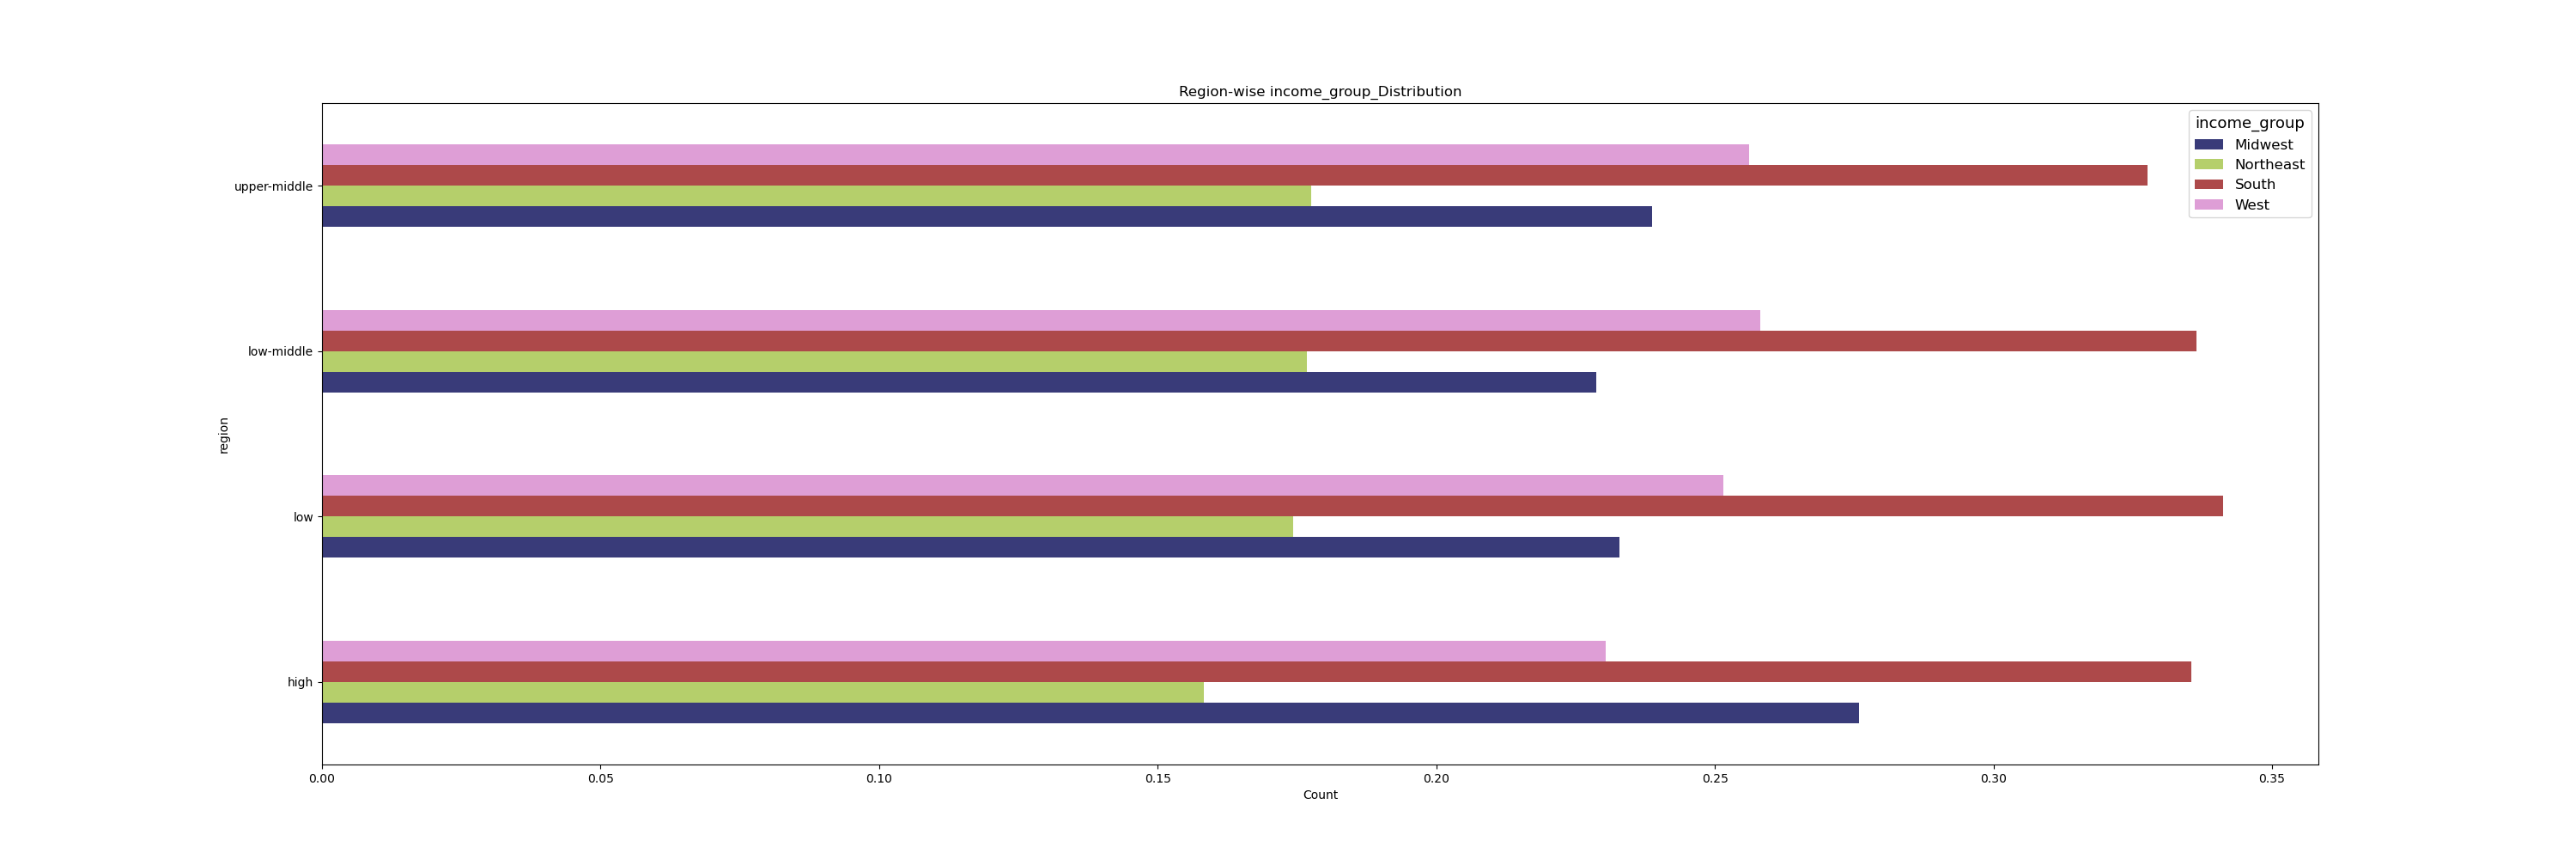 Region-wise income_group_Distribution
income_group
Midwest
Northeast
South
West
upper-middle
low-middle
low
high
region
0.00 0.05 0.10 0.15 0.20 0.25 0.30 0.35
Count